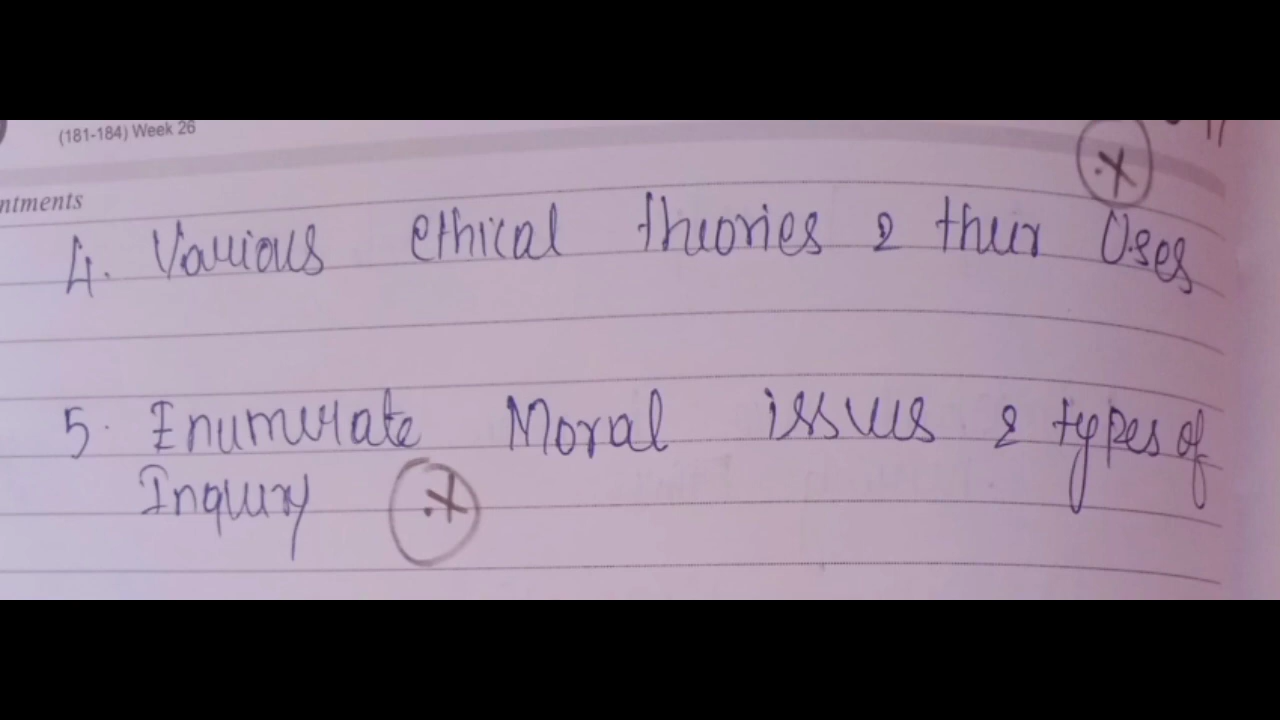 (181-184) Week 26
ntments
4. Various ethical theories & their Uses
5. Enumerate Moral issues & types of
Inquiry